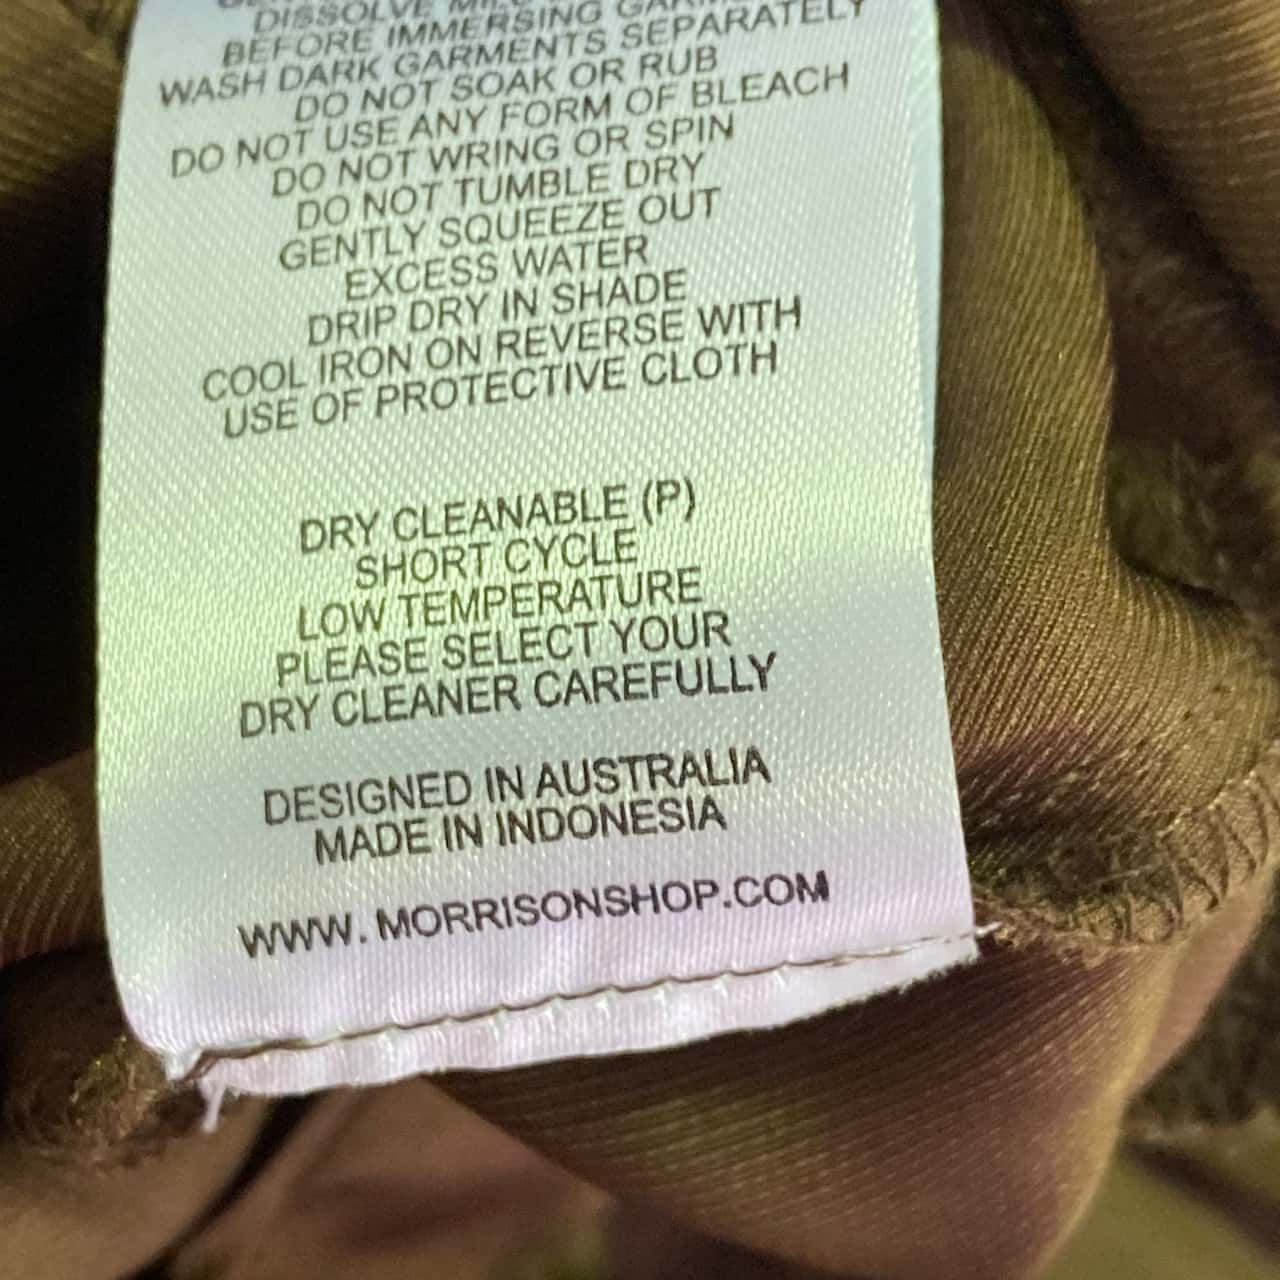 DISSOLVE
BEFORE IMMERSING
WASH DARK GARMENTS SEPARATELY
DO NOT SOAK OR RUB
DO NOT USE ANY FORM OF BLEACH
DO NOT WRING OR SPIN
DO NOT TUMBLE DRY
GENTLY SQUEEZE OUT
EXCESS WATER
DRIP DRY IN SHADE
COOL IRON ON REVERSE WITH
USE OF PROTECTIVE CLOTH
DRY CLEANABLE (P)
SHORT CYCLE
LOW TEMPERATURE
PLEASE SELECT YOUR
DRY CLEANER CAREFULLY
DESIGNED IN AUSTRALIA
MADE IN INDONESIA
WWW. MORRISONSHOP.COM